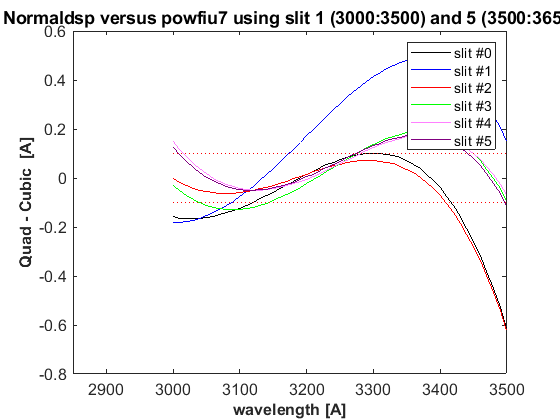 Normaldsp versus powfiu7 using slit 1 (3000:3500) and 5 (3500:365
0.6
0.4
0.2
0
-0.2
-0.4
-0.6
-0.8
Quad - Cubic [A]
slit #0
slit #1
slit #2
slit #3
slit #4
slit #5
2900 3000 3100 3200 3300 3400 3500
wavelength [A]